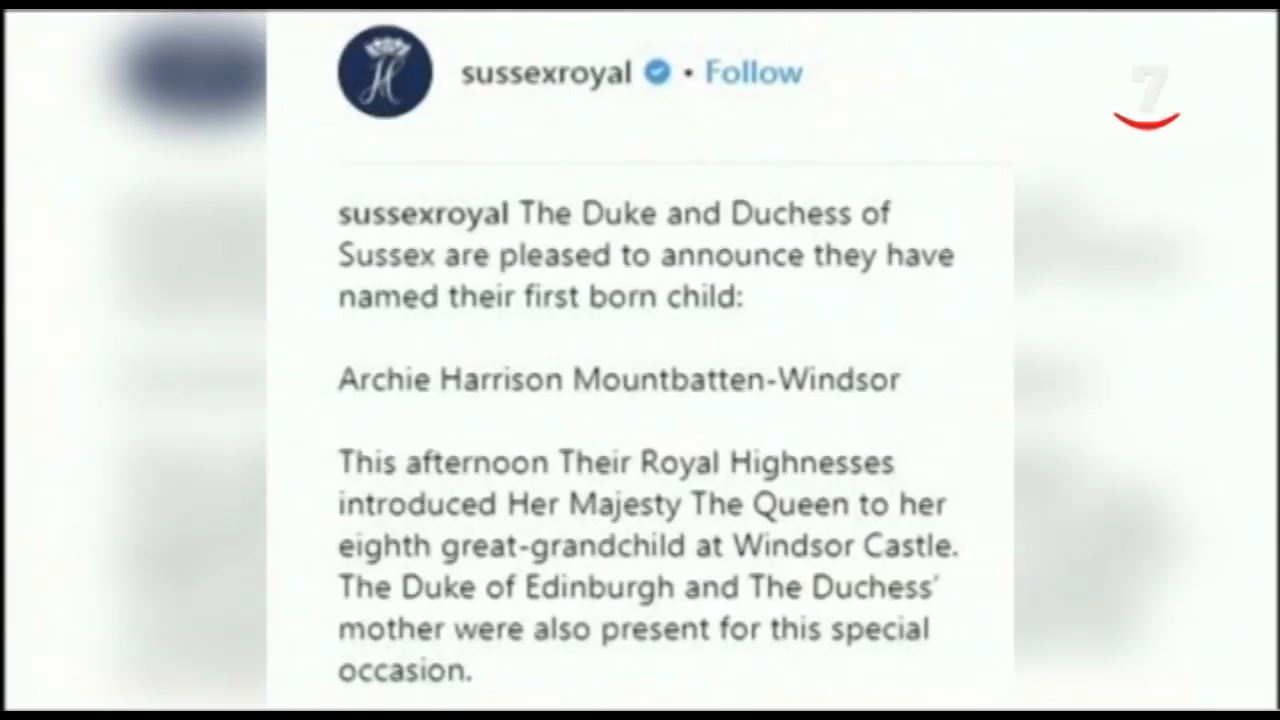 sussexroyal • Follow
7
sussexroyal The Duke and Duchess of
Sussex are pleased to announce they have
named their first born child:
Archie Harrison Mountbatten-Windsor
This afternoon Their Royal Highnesses
introduced Her Majesty The Queen to her
eighth great-grandchild at Windsor Castle.
The Duke of Edinburgh and The Duchess’
mother were also present for this special
occasion.